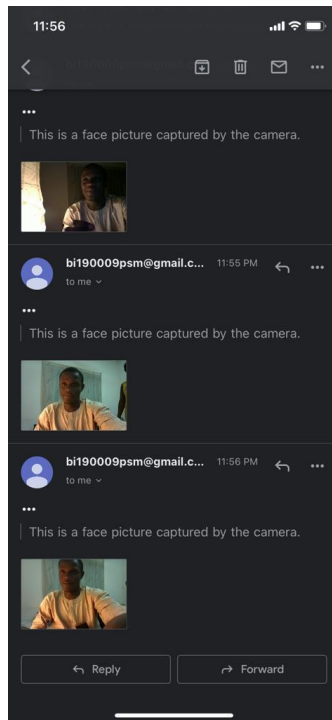 11:56
•••
This is a face picture captured by the camera.
bi190009psm@gmail.c... 11:55 PM
to me
•••
This is a face picture captured by the camera.
bi190009psm@gmail.c... 11:56 PM
to me
•••
This is a face picture captured by the camera.
Reply
Forward